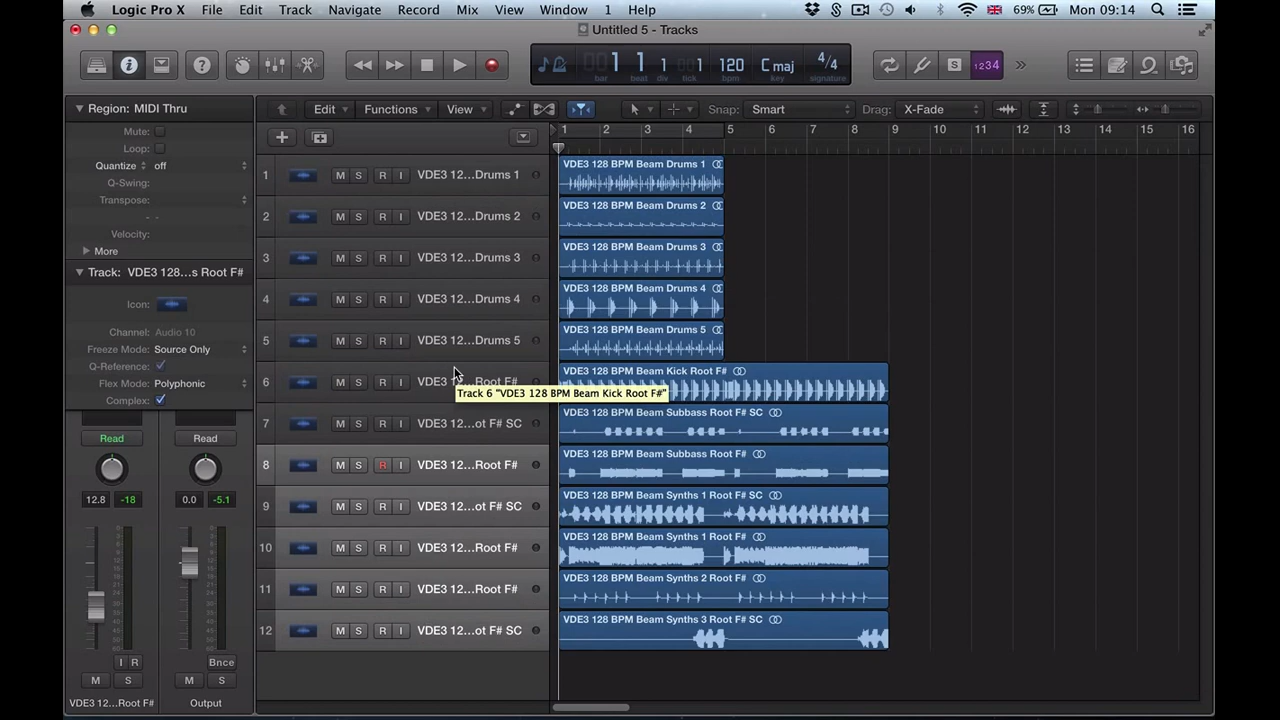 Logic Pro X File Edit Track Navigate Record Mix View Window 1 Help 69% Mon 09:14
Untitled 5 - Tracks
1 1 1 1 120 C maj 4/4
bar beat div tick bpm key signature
1234
Region: MIDI Thru
Edit Functions View Snap: Smart Drag: X-Fade
Mute:
Loop:
Quantize off
Q-Swing:
Transpose:
Velocity:
More
Track: VDE3 128...s Root F#
Icon:
Channel: Audio 10
Freeze Mode: Source Only
Q-Reference:
Flex Mode: Polyphonic
Complex:
Read Read
12.8 -18 0.0 -5.1
I R Bnce
M S M S
VDE3 12...Root F# Output
1 2 3 4 5 6 7 8 9 10 11 12 13 14 15 16
1 M S R I VDE3 12...Drums 1 VDE3 128 BPM Beam Drums 1
2 M S R I VDE3 12...Drums 2 VDE3 128 BPM Beam Drums 2
3 M S R I VDE3 12...Drums 3 VDE3 128 BPM Beam Drums 3
4 M S R I VDE3 12...Drums 4 VDE3 128 BPM Beam Drums 4
5 M S R I VDE3 12...Drums 5 VDE3 128 BPM Beam Drums 5
6 M S R I VDE3 12...Root F# VDE3 128 BPM Beam Kick Root F#
Track 6 "VDE3 128 BPM Beam Kick Root F#"
7 M S R I VDE3 12...ot F# SC VDE3 128 BPM Beam Subbass Root F# SC
8 M S R I VDE3 12...Root F# VDE3 128 BPM Beam Subbass Root F#
9 M S R I VDE3 12...ot F# SC VDE3 128 BPM Beam Synths 1 Root F# SC
10 M S R I VDE3 12...Root F# VDE3 128 BPM Beam Synths 1 Root F#
11 M S R I VDE3 12...Root F# VDE3 128 BPM Beam Synths 2 Root F#
12 M S R I VDE3 12...ot F# SC VDE3 128 BPM Beam Synths 3 Root F# SC